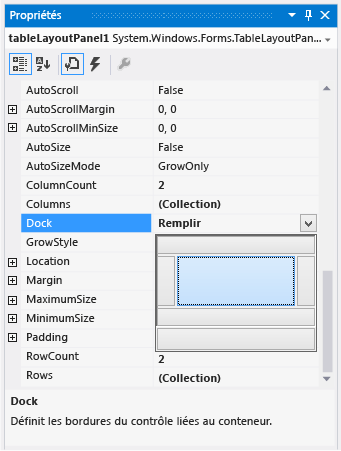 Propriétés
tableLayoutPanel1 System.Windows.Forms.TableLayoutPan...
AutoScroll False
AutoScrollMargin 0, 0
AutoScrollMinSize 0, 0
AutoSize False
AutoSizeMode GrowOnly
ColumnCount 2
Columns (Collection)
Dock Remplir
GrowStyle
Location
Margin
MaximumSize
MinimumSize
Padding
RowCount 2
Rows (Collection)
Dock
Définit les bordures du contrôle liées au conteneur.